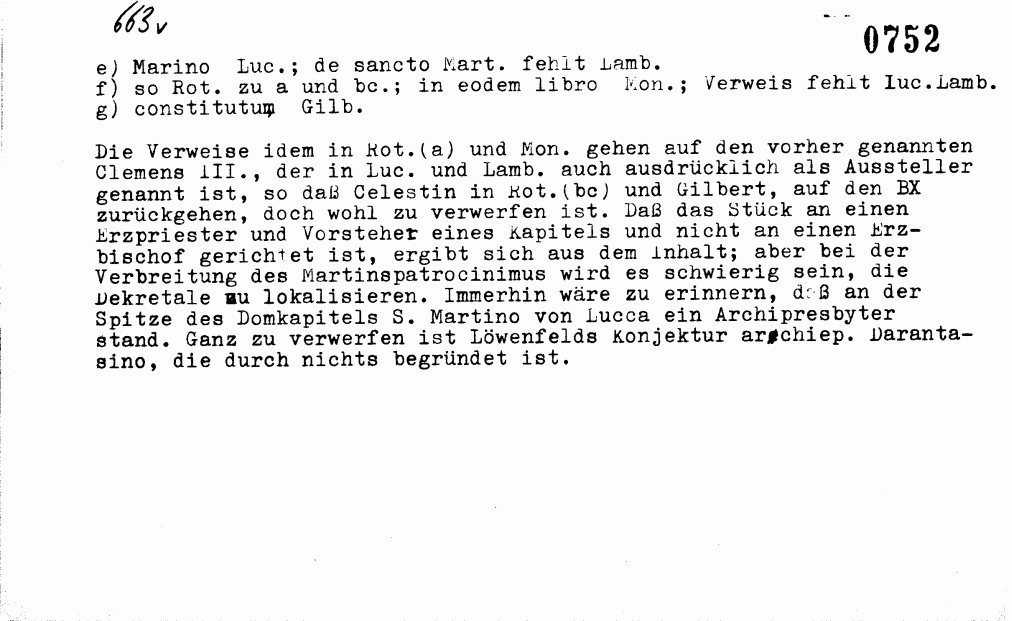 663v
0752
e) Marino Luc.; de sancto Mart. fehlt Lamb.
f) so Rot. zu a und bc.; in eodem libro Mon.; Verweis fehlt Luc.Lamb.
g) constitutum Gilb.
Die Verweise idem in Rot.(a) und Mon. gehen auf den vorher genannten
Clemens III., der in Luc. und Lamb. auch ausdrücklich als Aussteller
genannt ist, so daß Celestin in Rot.(bc) und Gilbert, auf den BX
zurückgehen, doch wohl zu verwerfen ist. Daß das Stück an einen
Erzpriester und Vorsteher eines Kapitels und nicht an einen Erz-
bischof gerichtet ist, ergibt sich aus dem Inhalt; aber bei der
Verbreitung des Martinspatrocinimus wird es schwierig sein, die
Dekretale zu lokalisieren. Immerhin wäre zu erinnern, daß an der
Spitze des Domkapitels S. Martino von Lucca ein Archipresbyter
stand. Ganz zu verwerfen ist Löwenfelds Konjektur archiep. Daranta-
sino, die durch nichts begründet ist.